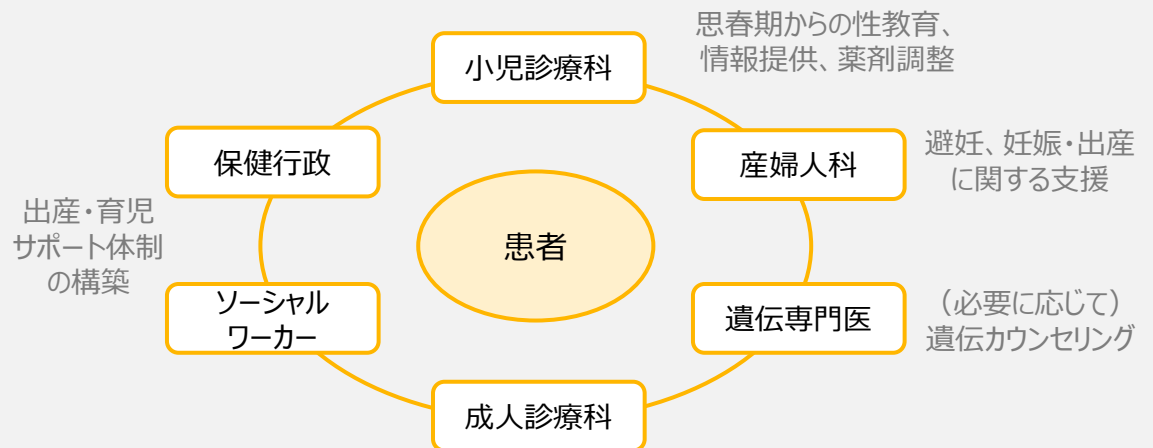 思春期からの性教育、
情報提供、薬剤調整
小児診療科
保健行政
産婦人科
避妊、妊娠・出産
に関する支援
出産・育児
サポート体制
の構築
患者
ソーシャル
ワーカー
遺伝専門医
（必要に応じて）
遺伝カウンセリング
成人診療科